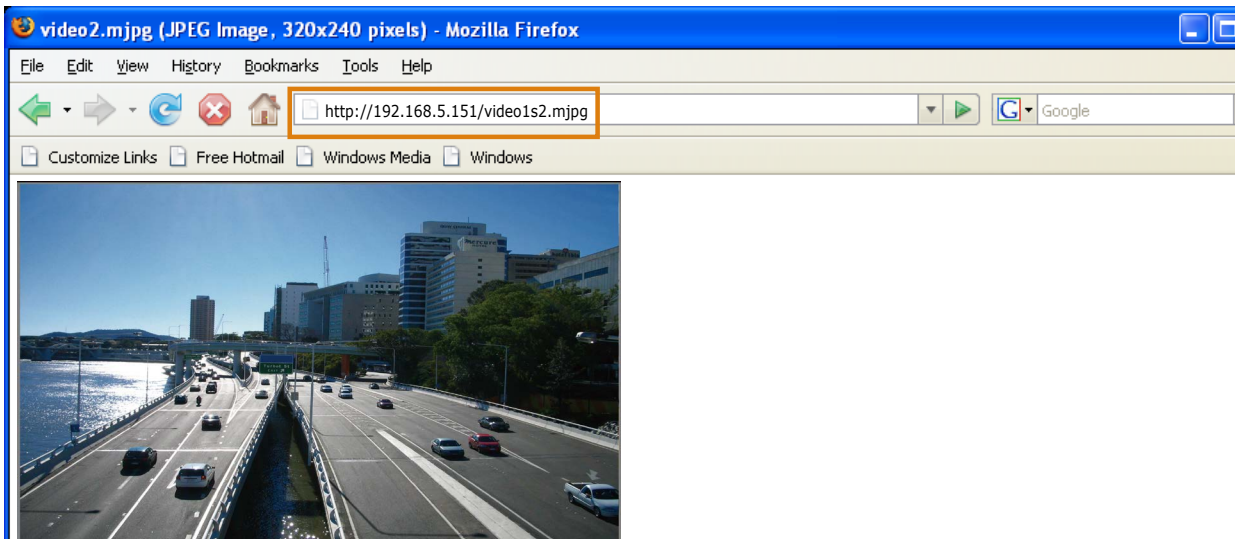 video2.mjpg (JPEG Image, 320x240 pixels) - Mozilla Firefox
File Edit View History Bookmarks Tools Help
http://192.168.5.151/video1s2.mjpg G Google
Customize Links Free Hotmail Windows Media Windows